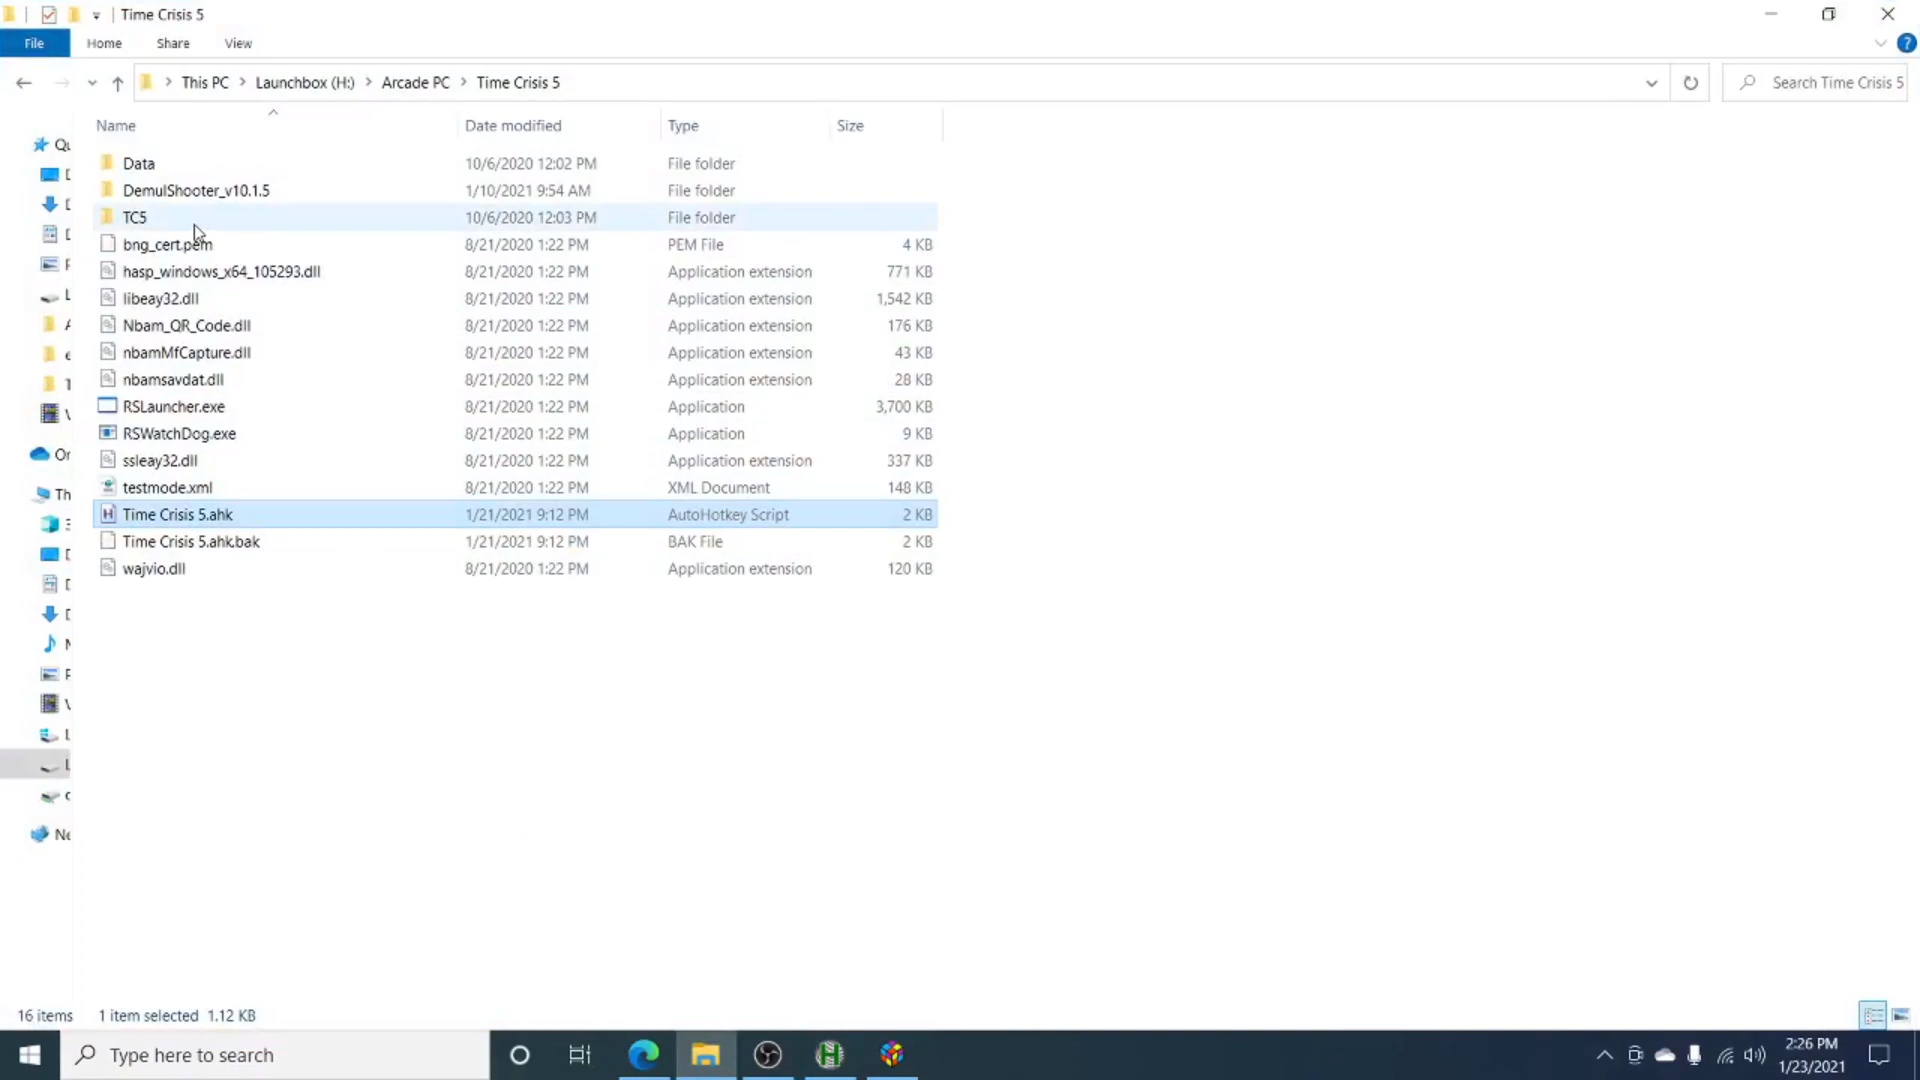 Time Crisis 5
File Home Share View
This PC Launchbox (H:) Arcade PC Time Crisis 5 Search Time Crisis 5
Name Date modified Type Size
Data 10/6/2020 12:02 PM File folder
DemulShooter_v10.1.5 1/10/2021 9:54 AM File folder
TC5 10/6/2020 12:03 PM File folder
bng_cert.pem 8/21/2020 1:22 PM PEM File 4 KB
hasp_windows_x64_105293.dll 8/21/2020 1:22 PM Application extension 771 KB
libeay32.dll 8/21/2020 1:22 PM Application extension 1,542 KB
Nbam_QR_Code.dll 8/21/2020 1:22 PM Application extension 176 KB
nbamMfCapture.dll 8/21/2020 1:22 PM Application extension 43 KB
nbamsavdat.dll 8/21/2020 1:22 PM Application extension 28 KB
RSLauncher.exe 8/21/2020 1:22 PM Application 3,700 KB
RSWatchDog.exe 8/21/2020 1:22 PM Application 9 KB
ssleay32.dll 8/21/2020 1:22 PM Application extension 337 KB
testmode.xml 8/21/2020 1:22 PM XML Document 148 KB
Time Crisis 5.ahk 1/21/2021 9:12 PM AutoHotkey Script 2 KB
Time Crisis 5.ahk.bak 1/21/2021 9:12 PM BAK File 2 KB
wajvio.dll 8/21/2020 1:22 PM Application extension 120 KB
16 items 1 item selected 1.12 KB
Type here to search
2:26 PM
1/23/2021